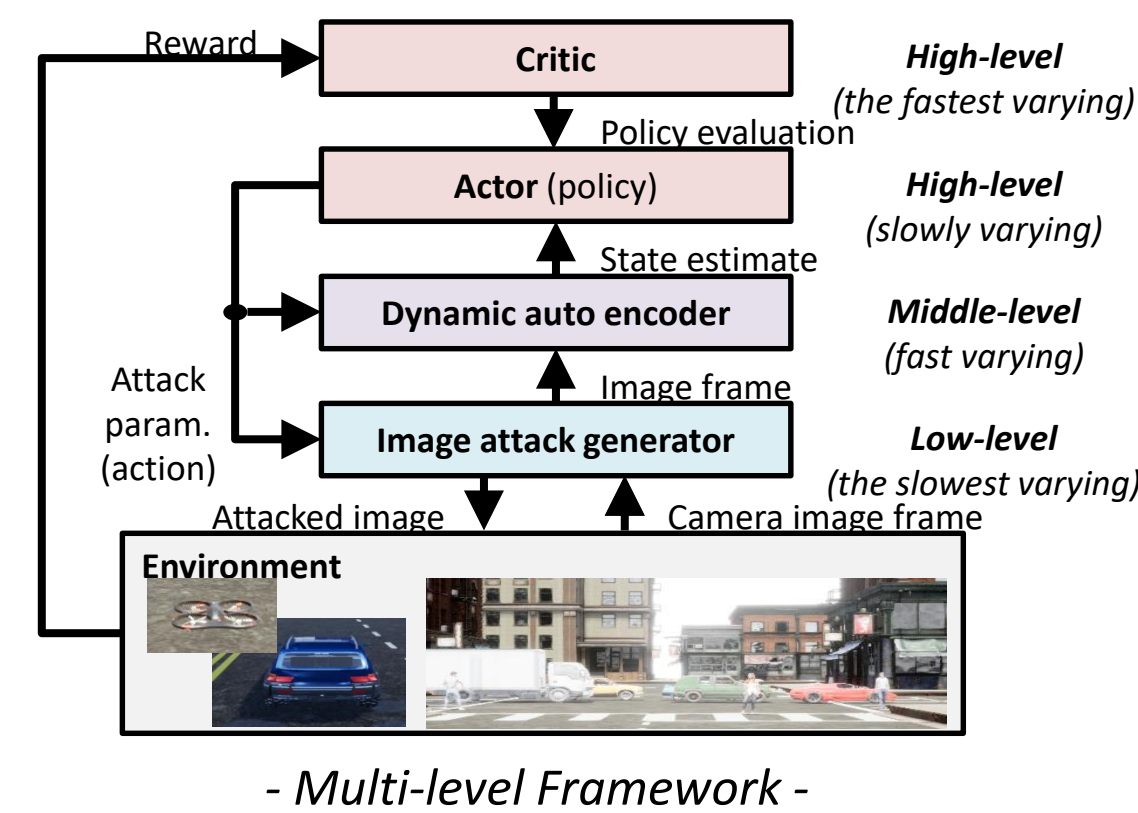 Reward
Critic
High-level
(the fastest varying)
Policy evaluation
Actor (policy)
High-level
(slowly varying)
State estimate
Dynamic auto encoder
Middle-level
(fast varying)
Attack
param.
(action)
Image frame
Image attack generator
Low-level
(the slowest varying)
Attacked image
Camera image frame
Environment
- Multi-level Framework -